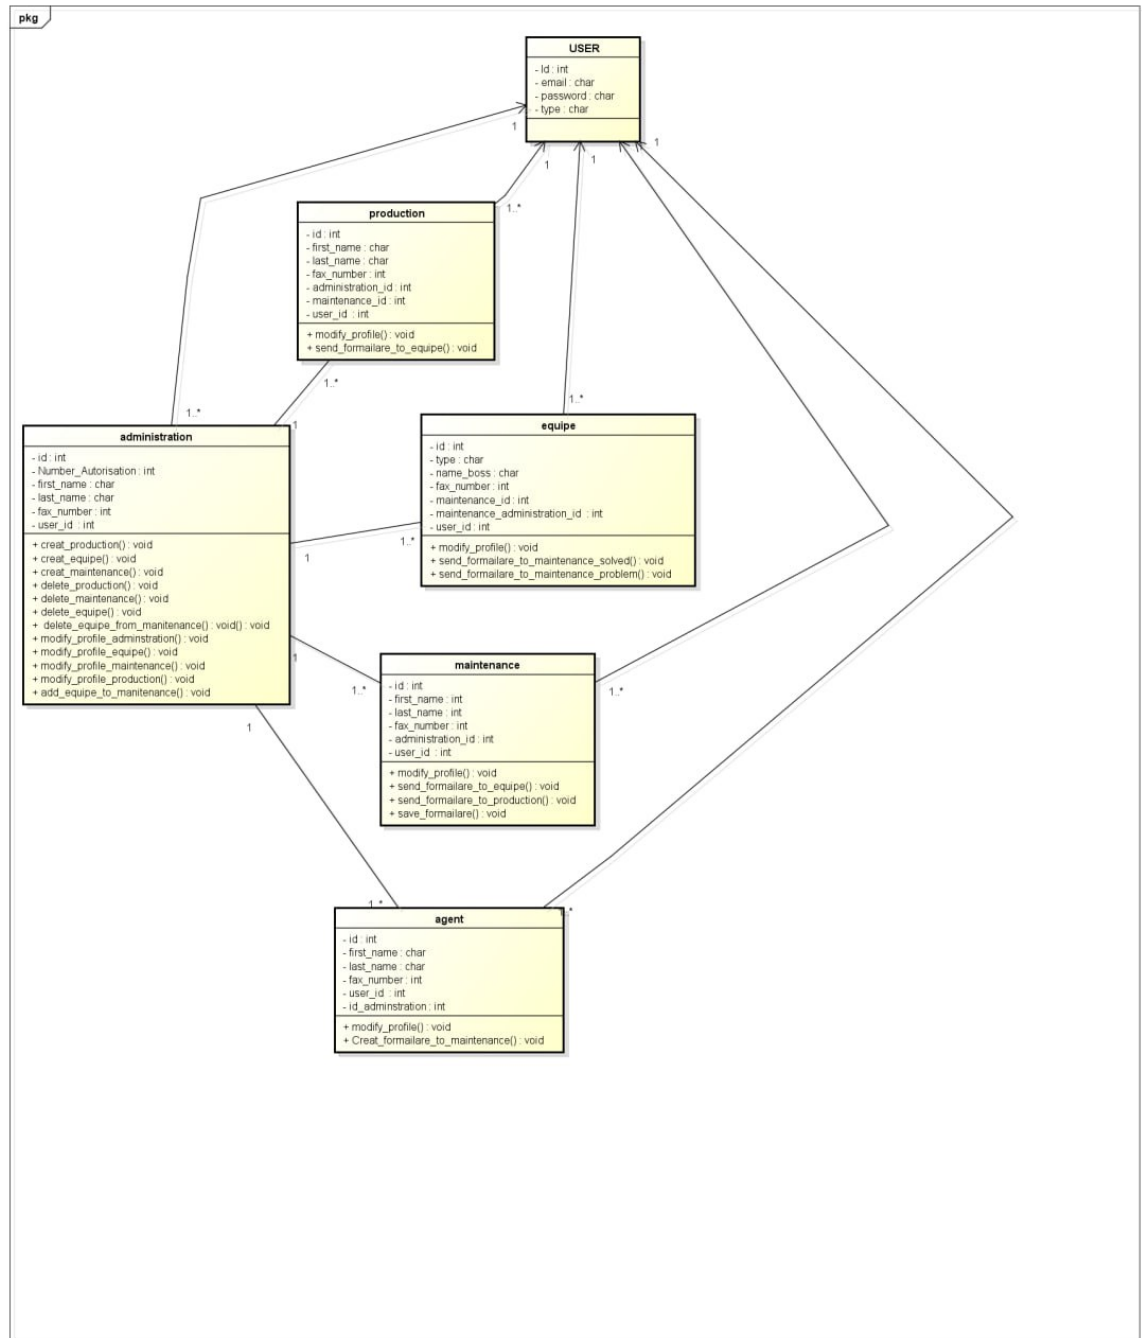 pkg
USER
- Id : int
- email : char
- password : char
- type : char
1
1
1
1
1..*
production
- id : int
- first_name : char
- last_name : char
- fax_number : int
- administration_id : int
- maintenance_id : int
- user_id : int
+ modify_profile() : void
+ send_formailare_to_equipe() : void
1..*
1..*
1..*
1
administration
- id : int
- Number_Autorisation : int
- first_name : char
- last_name : char
- fax_number : int
- user_id : int
+ creat_production() : void
+ creat_equipe() : void
+ creat_maintenance() : void
+ delete_production() : void
+ delete_maintenance() : void
+ delete_equipe() : void
+ delete_equipe_from_manitenance() : void() : void
+ modify_profile_adminstration() : void
+ modify_profile_equipe() : void
+ modify_profile_maintenance() : void
+ modify_profile_production() : void
+ add_equipe_to_manitenance() : void
equipe
- id : int
- type : char
- name_boss : char
- fax_number : int
- maintenance_id : int
- maintenance_administration_id : int
- user_id : int
+ modify_profile() : void
+ send_formailare_to_maintenance_solved() : void
+ send_formailare_to_maintenance_problem() : void
1
1..*
1
1..*
maintenance
- id : int
- first_name : int
- last_name : int
- fax_number : int
- administration_id : int
- user_id : int
+ modify_profile() : void
+ send_formailare_to_equipe() : void
+ send_formailare_to_production() : void
+ save_formailare() : void
1..*
1
1..*
1..*
agent
- id : int
- first_name : char
- last_name : char
- fax_number : int
- user_id : int
- id_adminstration : int
+ modify_profile() : void
+ Creat_formailare_to_maintenance() : void